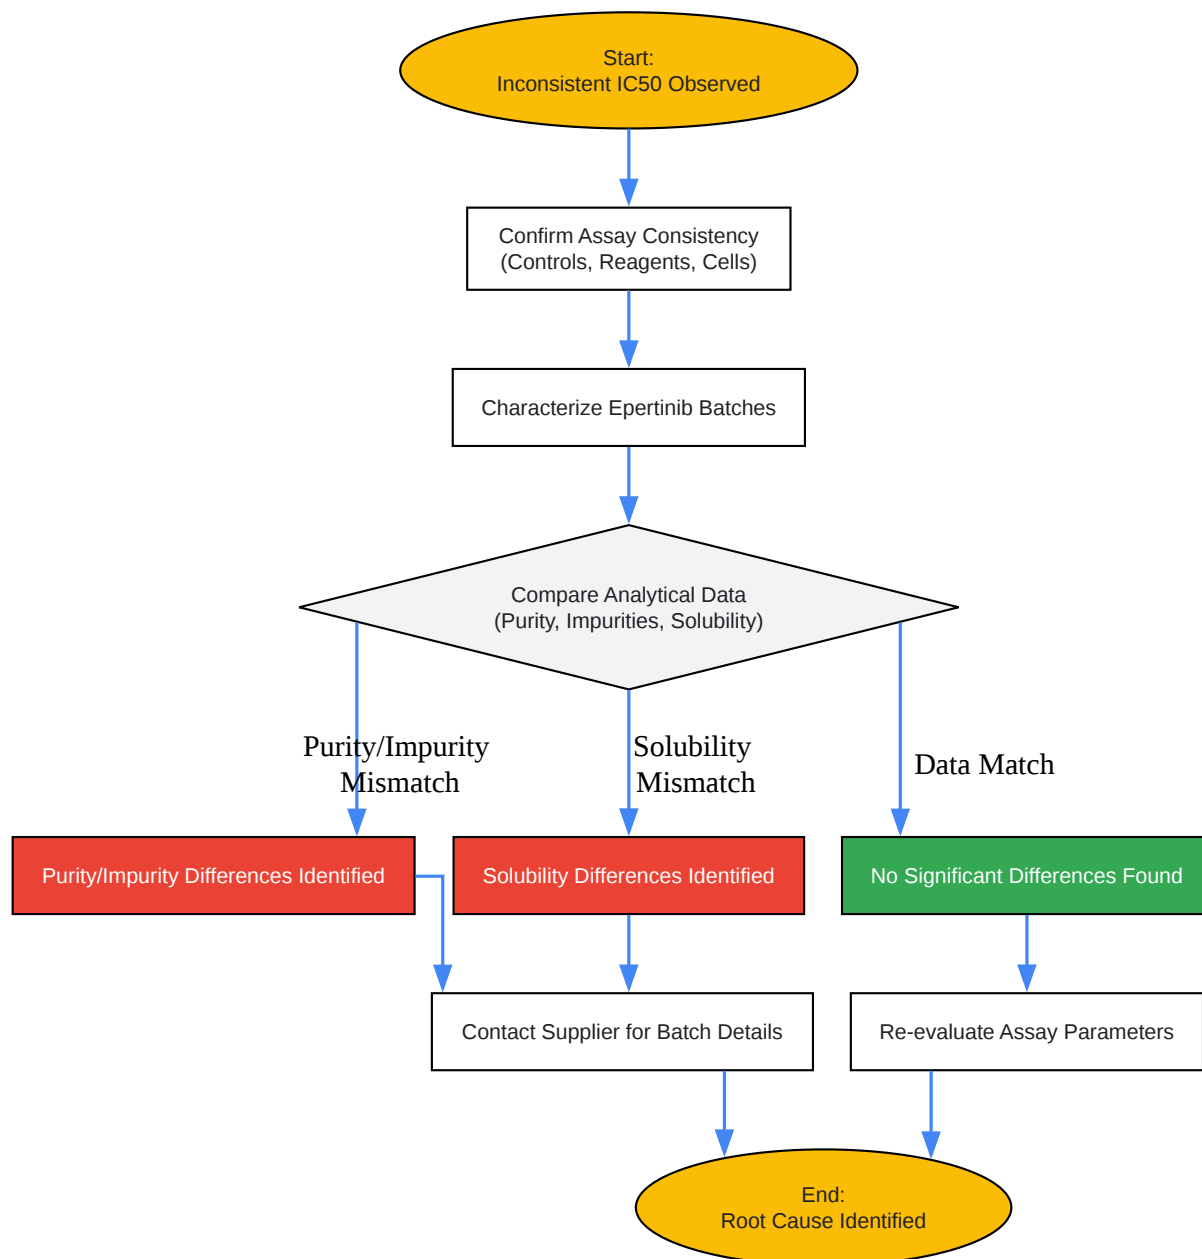 Start:
Inconsistent IC50 Observed
Confirm Assay Consistency
(Controls, Reagents, Cells)
Characterize Epertinib Batches
Compare Analytical Data
(Purity, Impurities, Solubility)
Purity/Impurity
Mismatch
Solubility
Mismatch
Data Match
Purity/Impurity Differences Identified
Solubility Differences Identified
No Significant Differences Found
Contact Supplier for Batch Details
Re-evaluate Assay Parameters
End:
Root Cause Identified